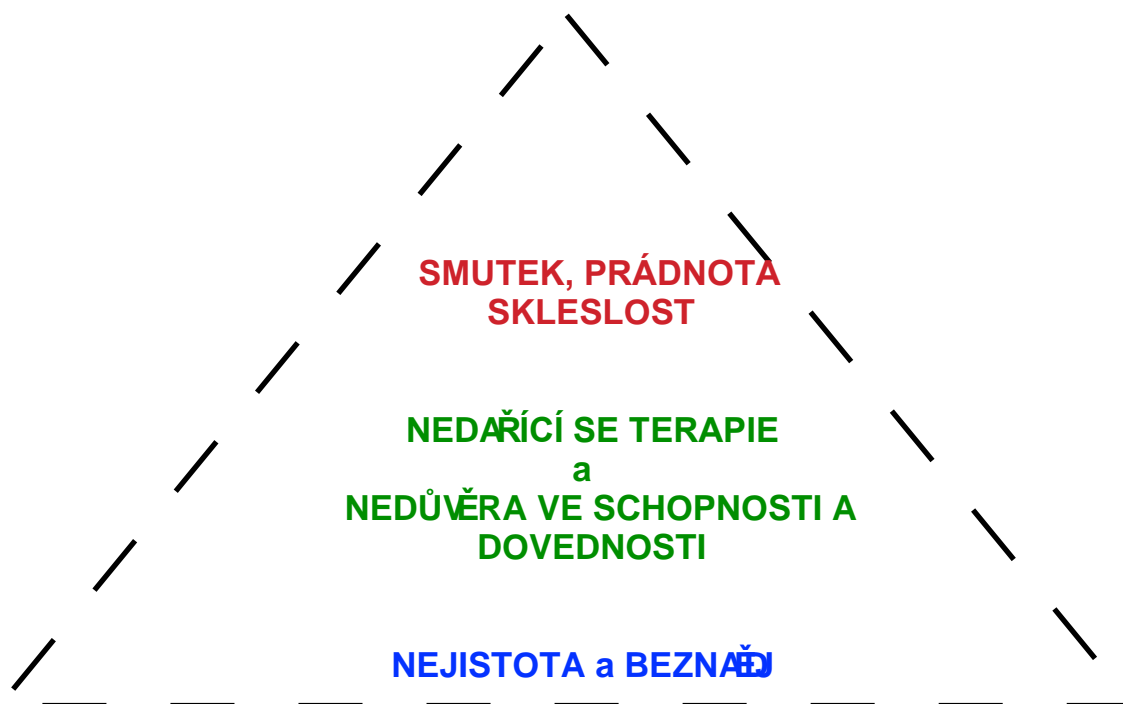 SMUTEK, PRÁDNOTA
SKLESLOST
NEDAŘÍCÍ SE TERAPIE
a
NEDŮVĚRA VE SCHOPNOSTI A
DOVEDNOSTI
NEJISTOTA a BEZNADĚJ